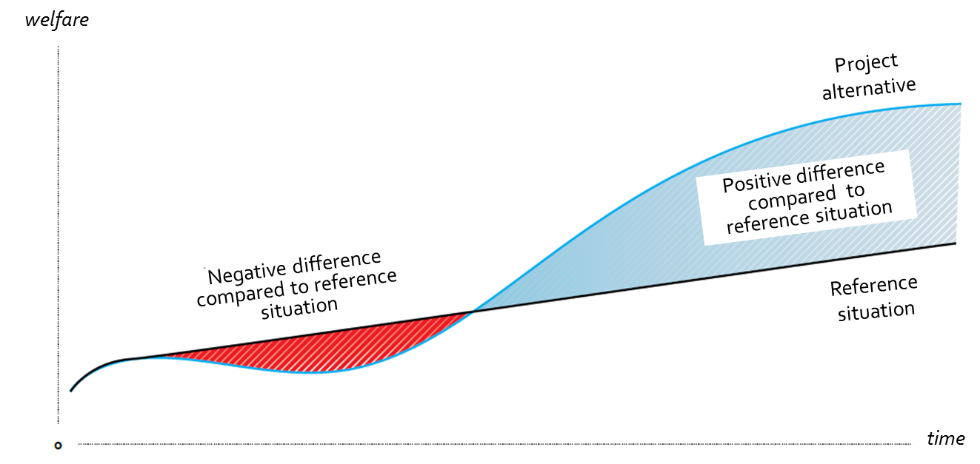 welfare
Project
alternative
Positive difference
compared to
reference situation
Negative difference
compared to reference
situation
Reference
situation
o
time